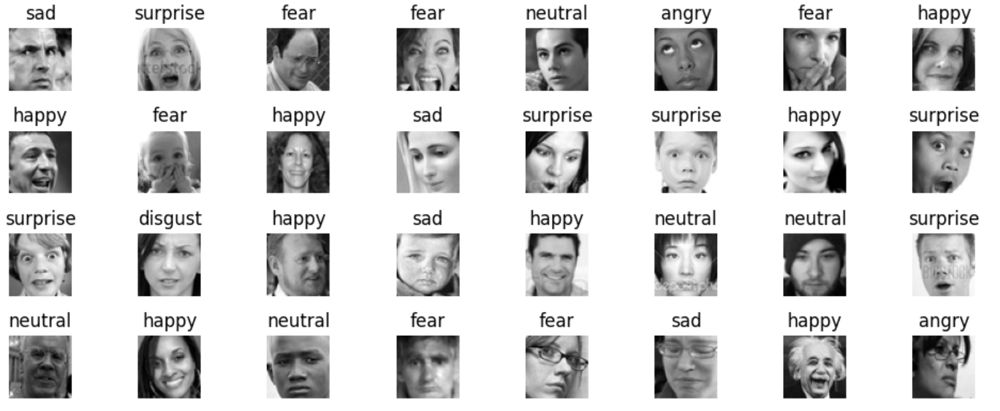 sad surprise fear fear neutral angry fear happy
happy fear happy sad surprise surprise happy surprise
surprise disgust happy sad happy neutral neutral surprise
BIGSTOCK
neutral happy neutral fear fear sad happy angry